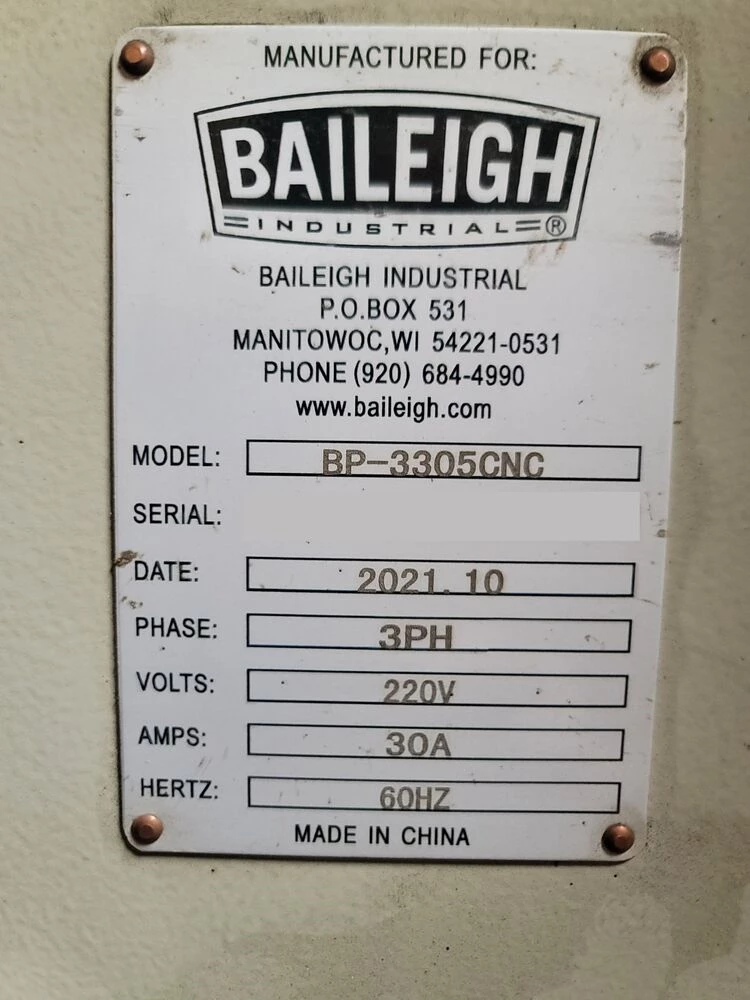 MANUFACTURED FOR:
BAILEIGH
INDUSTRIAL®
BAILEIGH INDUSTRIAL
P.O.BOX 531
MANITOWOC,WI 54221-0531
PHONE (920) 684-4990
www.baileigh.com
MODEL: BP-3305CNC
SERIAL:
DATE: 2021.10
PHASE: 3PH
VOLTS: 220V
AMPS: 30A
HERTZ: 60HZ
MADE IN CHINA